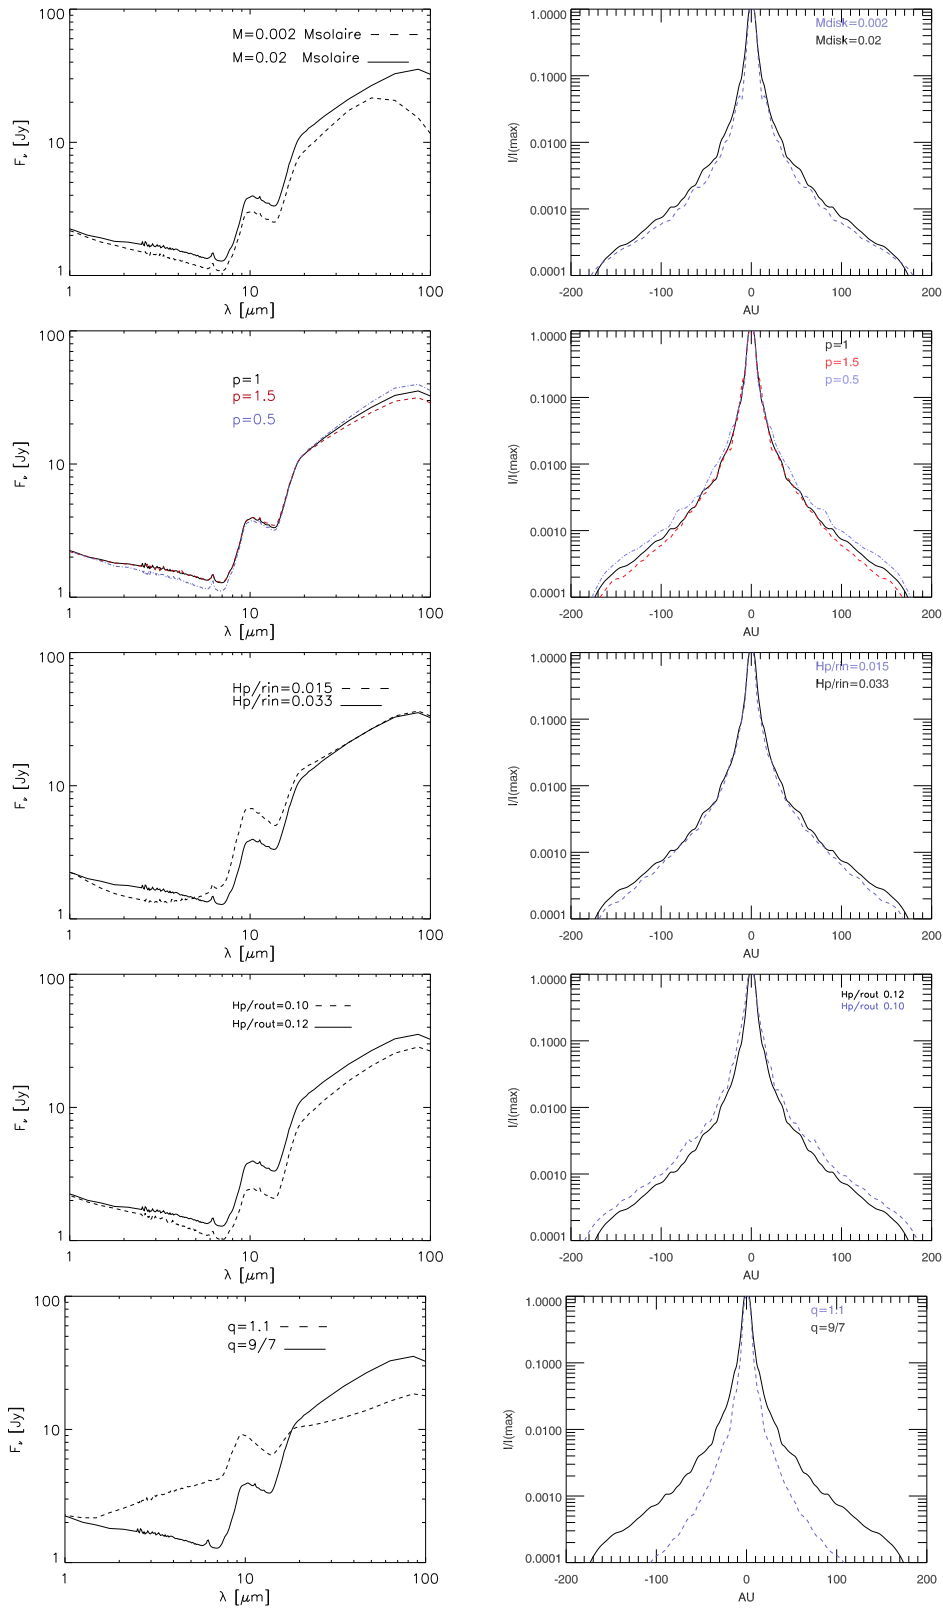 100
10
1
F𝜈 [Jy]
M=0.002 Msolaire
M=0.02 Msolaire
1 10 100
λ [μm]
1.0000
0.1000
0.0100
0.0010
0.0001
I/I(max)
Mdisk=0.002
Mdisk=0.02
-200 -100 0 100 200
AU
100
10
1
F𝜈 [Jy]
p=1
p=1.5
p=0.5
1 10 100
λ [μm]
1.0000
0.1000
0.0100
0.0010
0.0001
I/I(max)
p=1
p=1.5
p=0.5
-200 -100 0 100 200
AU
100
10
1
F𝜈 [Jy]
Hp/rin=0.015
Hp/rin=0.033
1 10 100
λ [μm]
1.0000
0.1000
0.0100
0.0010
0.0001
I/I(max)
Hp/rin=0.015
Hp/rin=0.033
-200 -100 0 100 200
AU
100
10
1
F𝜈 [Jy]
Hp/rout=0.10
Hp/rout=0.12
1 10 100
λ [μm]
1.0000
0.1000
0.0100
0.0010
0.0001
I/I(max)
Hp/rout 0.12
Hp/rout 0.10
-200 -100 0 100 200
AU
100
10
1
F𝜈 [Jy]
q=1.1
q=9/7
1 10 100
λ [μm]
1.0000
0.1000
0.0100
0.0010
0.0001
I/I(max)
q=1.1
q=9/7
-200 -100 0 100 200
AU